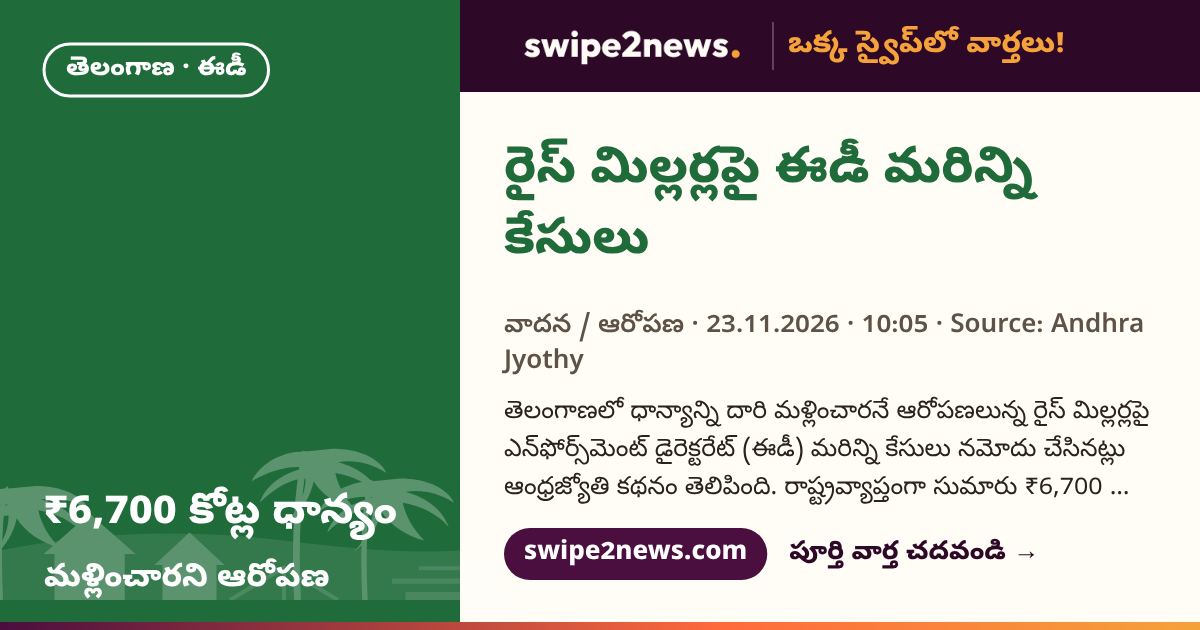 తెలంగాణ · ఈడీ
₹6,700 కోట్ల ధాన్యం
మళ్లించారని ఆరోపణ
swipe2news.
ఒక్క స్వైప్‌లో వార్తలు!
రైస్ మిల్లర్లపై ఈడీ మరిన్ని
కేసులు
వాదన / ఆరోపణ · 23.11.2026 · 10:05 · Source: Andhra
Jyothy
తెలంగాణలో ధాన్యాన్ని దారి మళ్లించారనే ఆరోపణలున్న రైస్ మిల్లర్లపై
ఎన్‌ఫోర్స్‌మెంట్ డైరెక్టరేట్ (ఈడీ) మరిన్ని కేసులు నమోదు చేసినట్లు
ఆంధ్రజ్యోతి కథనం తెలిపింది. రాష్ట్రవ్యాప్తంగా సుమారు ₹6,700 ...
swipe2news.com
పూర్తి వార్త చదవండి →